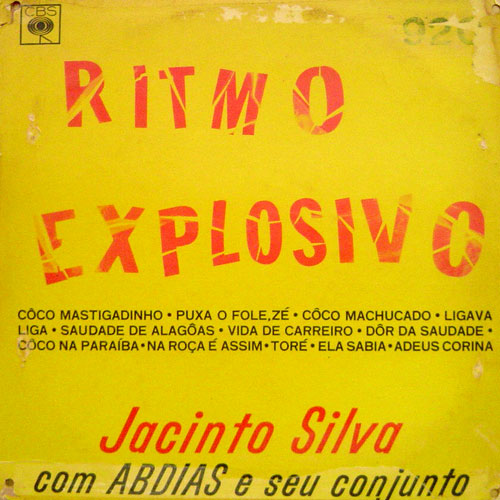 CBS
920
RITMO
EXPLOSIVO
CÔCO MASTIGADINHO • PUXA O FOLE,ZÉ • CÔCO MACHUCADO • LIGAVA
LIGA • SAUDADE DE ALAGÔAS • VIDA DE CARREIRO • DÔR DA SAUDADE •
CÔCO NA PARAÍBA • NA ROÇA É ASSIM • TORÉ • ELA SABIA • ADEUS CORINA
Jacinto Silva
com ABDIAS e seu conjunto